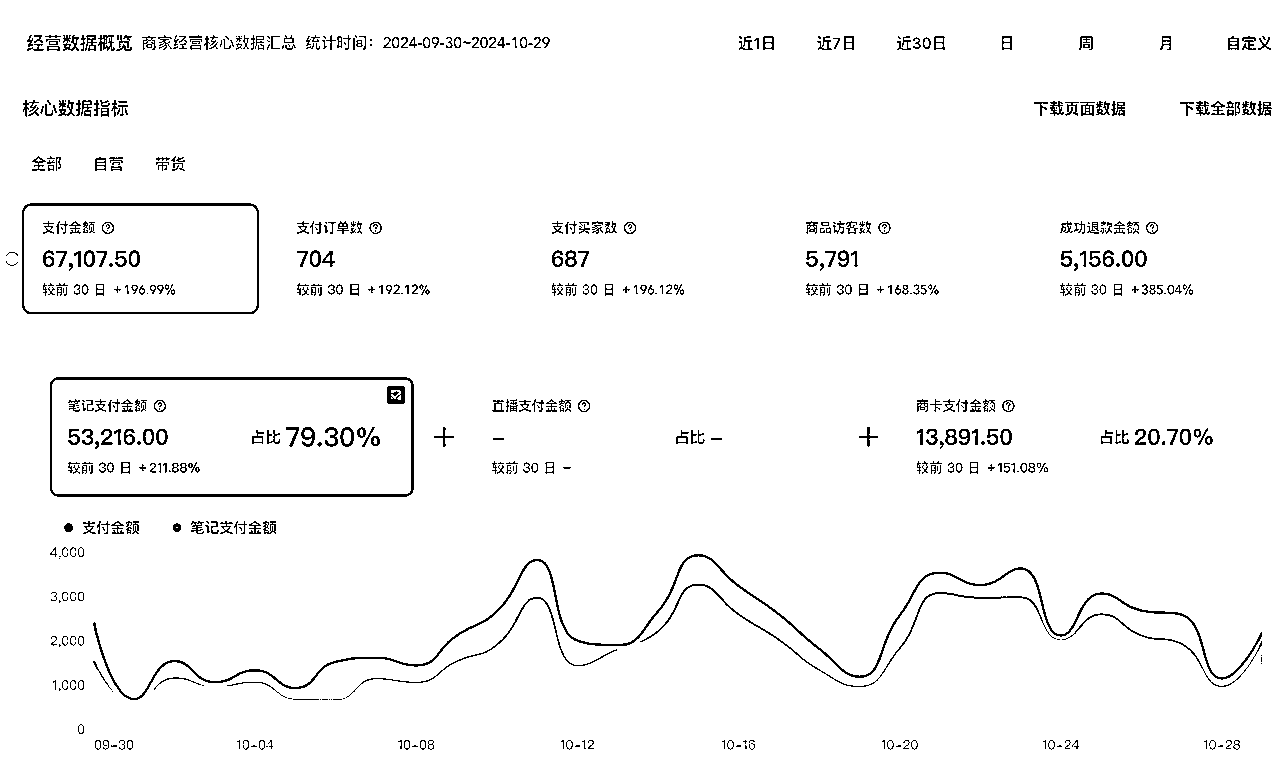 经营数据概览 商家经营核心数据汇总 统计时间：2024-09-30~2024-10-29 近1日 近7日 近30日 日 周 月 自定义
核心数据指标 下载页面数据 下载全部数据
全部 自营 带货
支付金额 支付订单数 支付买家数 商品访客数 成功退款金额
67,107.50 704 687 5,791 5,156.00
较前 30 日 +196.99% 较前 30 日 +192.12% 较前 30 日 +196.12% 较前 30 日 +168.35% 较前 30 日 +385.04%
笔记支付金额 直播支付金额 商卡支付金额
53,216.00 占比 79.30% + – 占比 – + 13,891.50 占比 20.70%
较前 30 日 +211.88% 较前 30 日 – 较前 30 日 +151.08%
支付金额 笔记支付金额
4,000
3,000
2,000
1,000
0
09-30 10-04 10-08 10-12 10-16 10-20 10-24 10-28